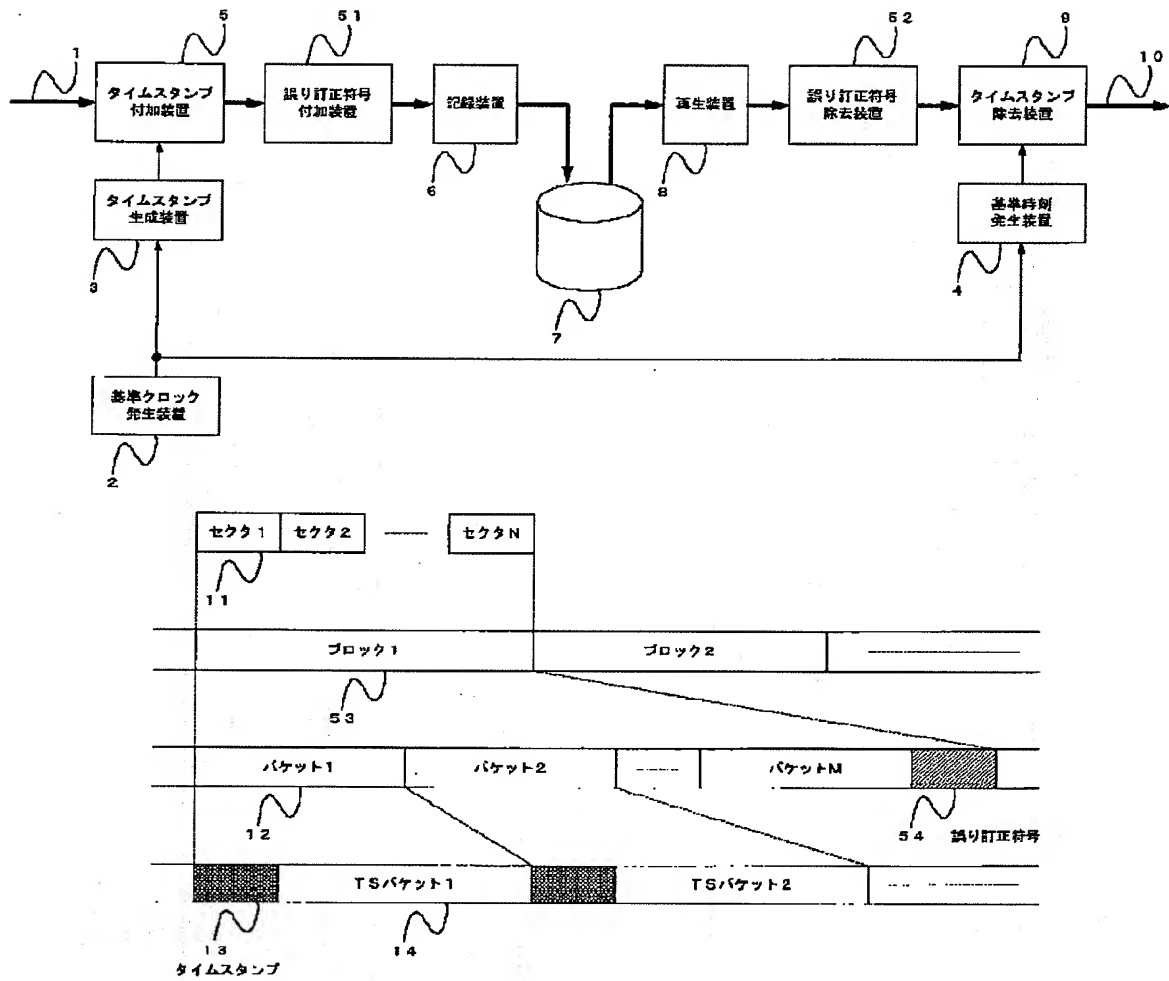 1
5
51
52
9
10
タイムスタンプ
付加装置
誤り訂正符号
付加装置
記録装置
再生装置
誤り訂正符号
除去装置
タイムスタンプ
除去装置
6
8
タイムスタンプ
生成装置
基準時刻
発生装置
3
7
4
基準クロック
発生装置
2
セクタ1
セクタ2
セクタN
11
ブロック1
ブロック2
53
パケット1
パケット2
パケットM
12
54
誤り訂正符号
TSパケット1
TSパケット2
13
14
タイムスタンプ